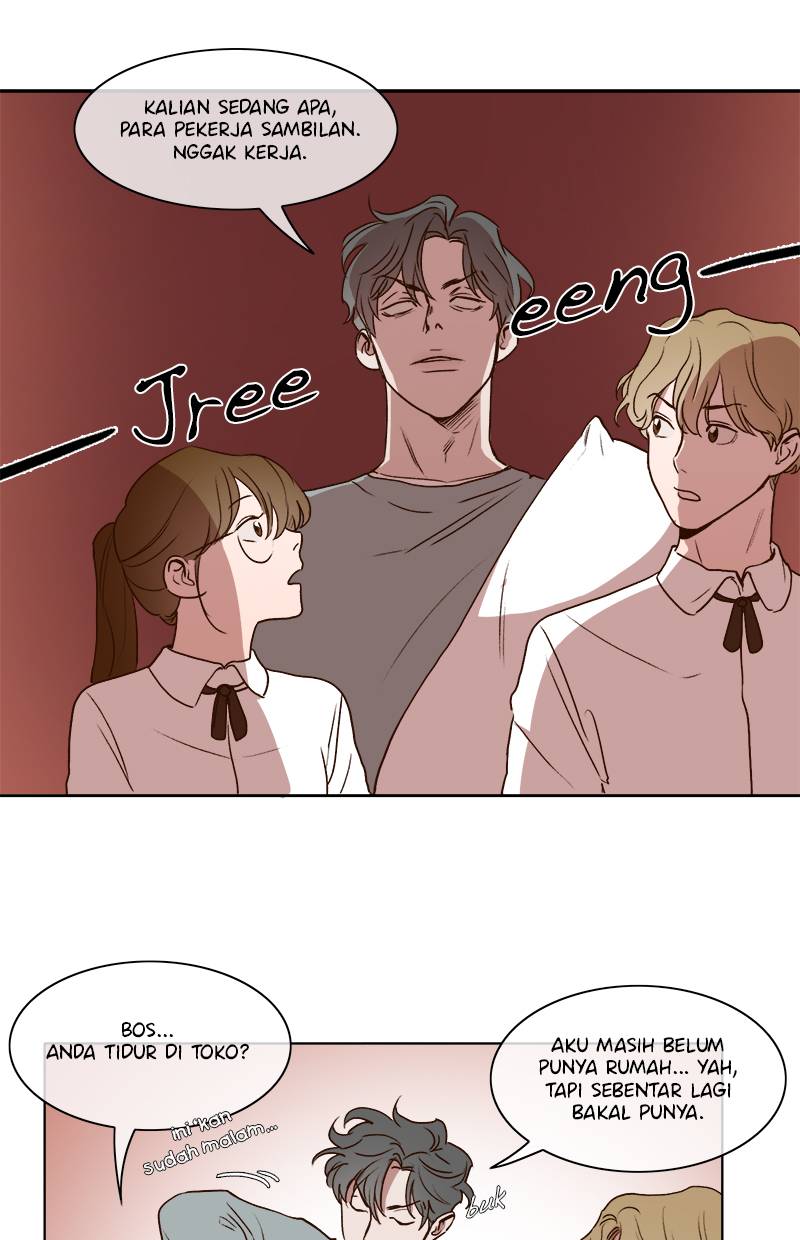 KALIAN SEDANG APA,
PARA PEKERJA SAMBILAN.
NGGAK KERJA.
Jree eeng
BOS...
ANDA TIDUR DI TOKO?
ini 'kan
sudah malam...
AKU MASIH BELUM
PUNYA RUMAH... YAH,
TAPI SEBENTAR LAGI
BAKAL PUNYA.
buk